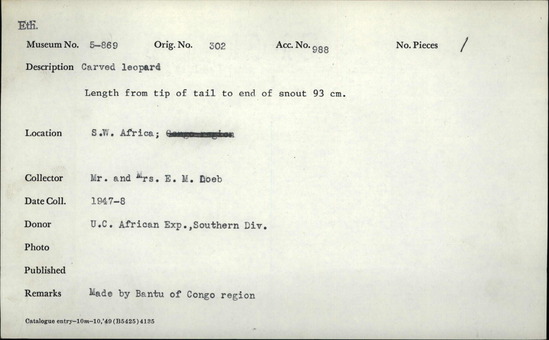 Eth.
Museum No. 5-869 Orig. No. 302 Acc. No. 988 No. Pieces 1
Description Carved leopard
Length from tip of tail to end of snout 93 cm.
Location S.W. Africa; Congo region
Collector Mr. and Mrs. E. M. Loeb
Date Coll. 1947-8
Donor U.C. African Exp.,Southern Div.
Photo
Published
Remarks Made by Bantu of Congo region
Catalogue entry-10m-10,'49 (B5425) 4195